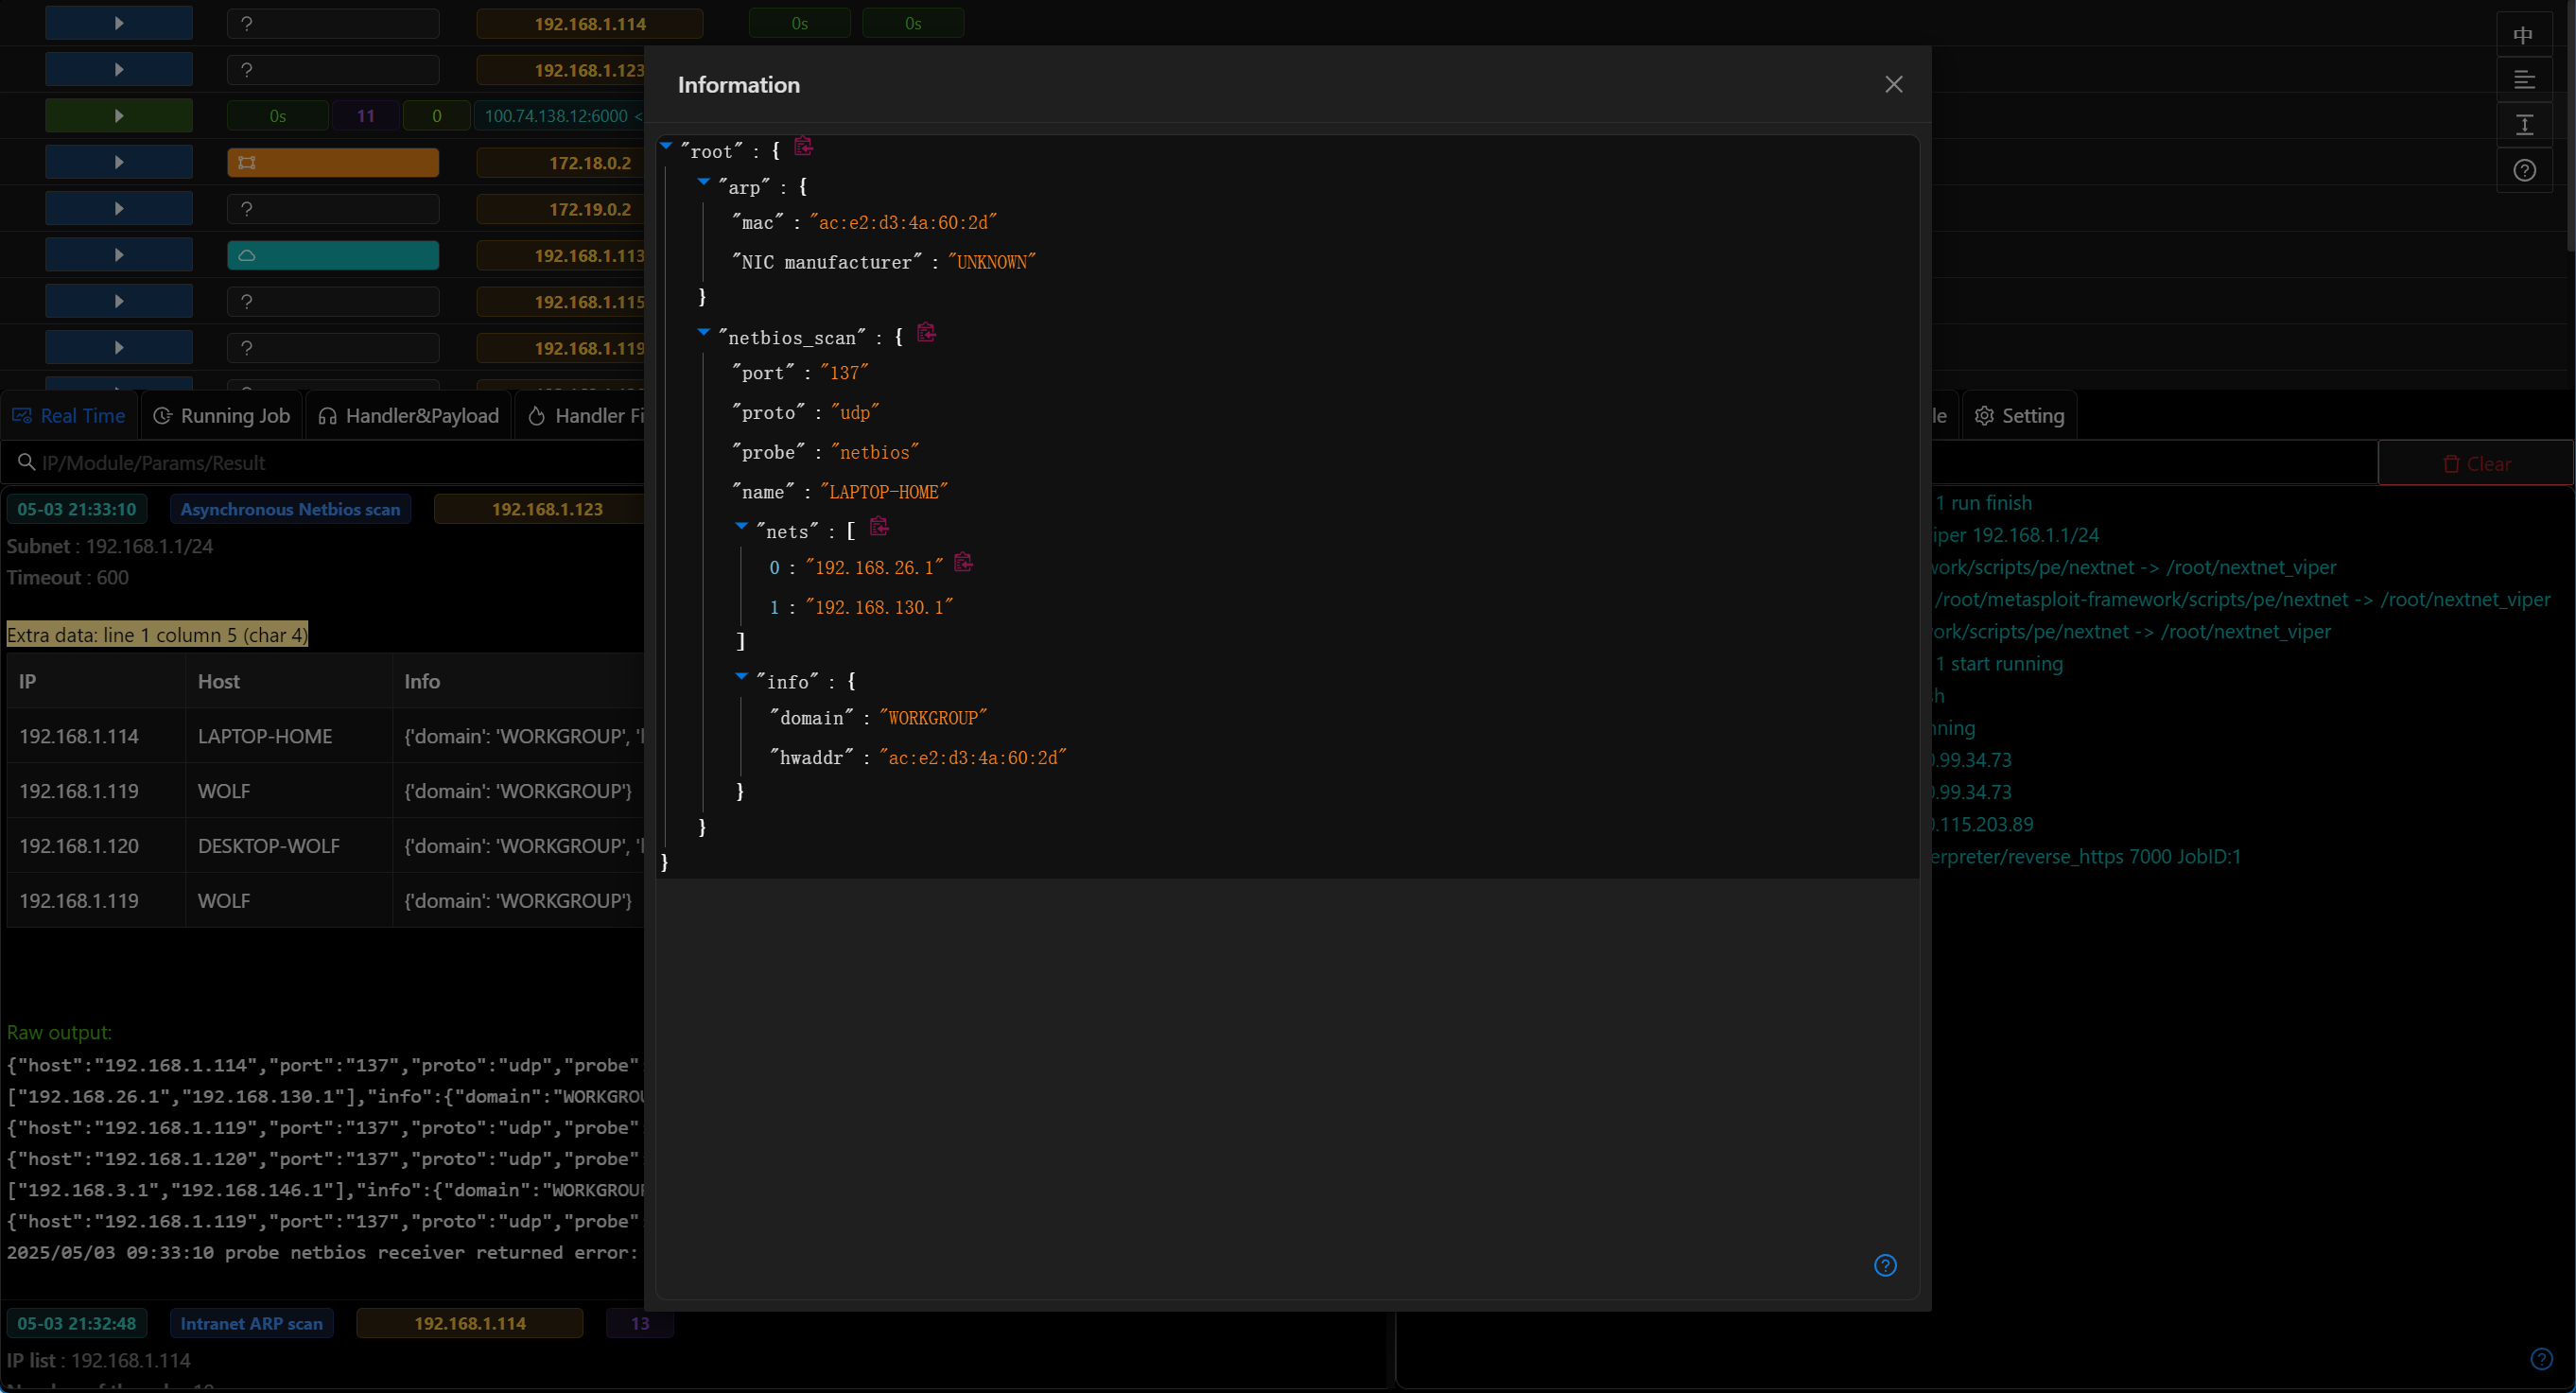 ? 192.168.1.114 0s 0s
中
? 192.168.1.123
0s 11 0 100.74.138.12:6000 <
172.18.0.2
? 172.19.0.2
192.168.1.113
? 192.168.1.115
? 192.168.1.119
Information
"root" : {
"arp" : {
"mac" : "ac:e2:d3:4a:60:2d"
"NIC manufacturer" : "UNKNOWN"
}
"netbios_scan" : {
"port" : "137"
"proto" : "udp"
"probe" : "netbios"
"name" : "LAPTOP-HOME"
"nets" : [
0 : "192.168.26.1"
1 : "192.168.130.1"
]
"info" : {
"domain" : "WORKGROUP"
"hwaddr" : "ac:e2:d3:4a:60:2d"
}
}
}
Real Time Running Job Handler&Payload Handler Fi
le Setting
IP/Module/Params/Result
Clear
05-03 21:33:10 Asynchronous Netbios scan 192.168.1.123
Subnet : 192.168.1.1/24
Timeout : 600
Extra data: line 1 column 5 (char 4)
IP Host Info
192.168.1.114 LAPTOP-HOME {'domain': 'WORKGROUP', '
192.168.1.119 WOLF {'domain': 'WORKGROUP'}
192.168.1.120 DESKTOP-WOLF {'domain': 'WORKGROUP', '
192.168.1.119 WOLF {'domain': 'WORKGROUP'}
Raw output:
{"host":"192.168.1.114","port":"137","proto":"udp","probe"
["192.168.26.1","192.168.130.1"],"info":{"domain":"WORKGROU
{"host":"192.168.1.119","port":"137","proto":"udp","probe"
{"host":"192.168.1.120","port":"137","proto":"udp","probe"
["192.168.3.1","192.168.146.1"],"info":{"domain":"WORKGROUP
{"host":"192.168.1.119","port":"137","proto":"udp","probe"
2025/05/03 09:33:10 probe netbios receiver returned error:
05-03 21:32:48 Intranet ARP scan 192.168.1.114 13
IP list : 192.168.1.114
1 run finish
iper 192.168.1.1/24
work/scripts/pe/nextnet -> /root/nextnet_viper
/root/metasploit-framework/scripts/pe/nextnet -> /root/nextnet_viper
ork/scripts/pe/nextnet -> /root/nextnet_viper
1 start running
sh
nning
0.99.34.73
0.99.34.73
0.115.203.89
erpreter/reverse_https 7000 JobID:1